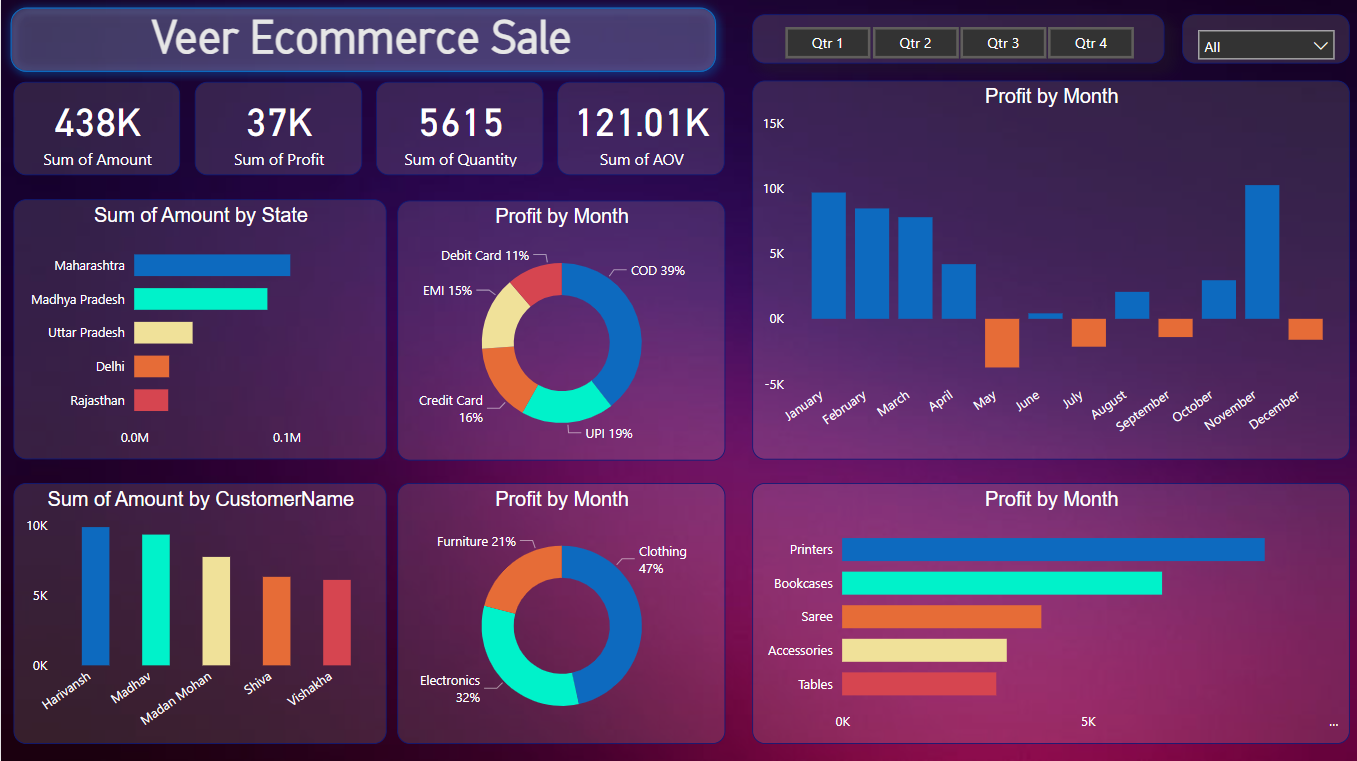 Veer Ecommerce Sale
Qtr 1
Qtr 2
Qtr 3
Qtr 4
All
438K
Sum of Amount
37K
Sum of Profit
5615
Sum of Quantity
121.01K
Sum of AOV
Sum of Amount by State
Maharashtra
Madhya Pradesh
Uttar Pradesh
Delhi
Rajasthan
0.0M
0.1M
Profit by Month
Debit Card 11%
COD 39%
EMI 15%
Credit Card
16%
UPI 19%
Profit by Month
15K
10K
5K
0K
-5K
January
February
March
April
May
June
July
August
September
October
November
December
Sum of Amount by CustomerName
10K
5K
0K
Harivansh
Madhav
Madan Mohan
Shiva
Vishakha
Profit by Month
Furniture 21%
Clothing
47%
Electronics
32%
Profit by Month
Printers
Bookcases
Saree
Accessories
Tables
0K
5K
...